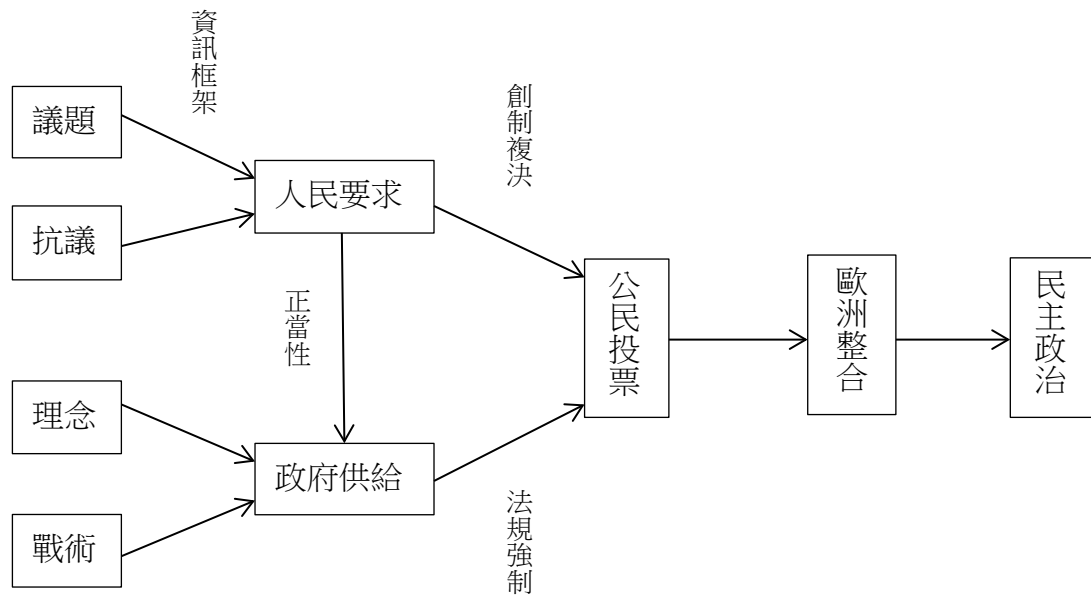 資訊框架
議題
創制複決
人民要求
抗議
公民投票
歐洲整合
民主政治
正當性
理念
政府供給
戰術
法規強制